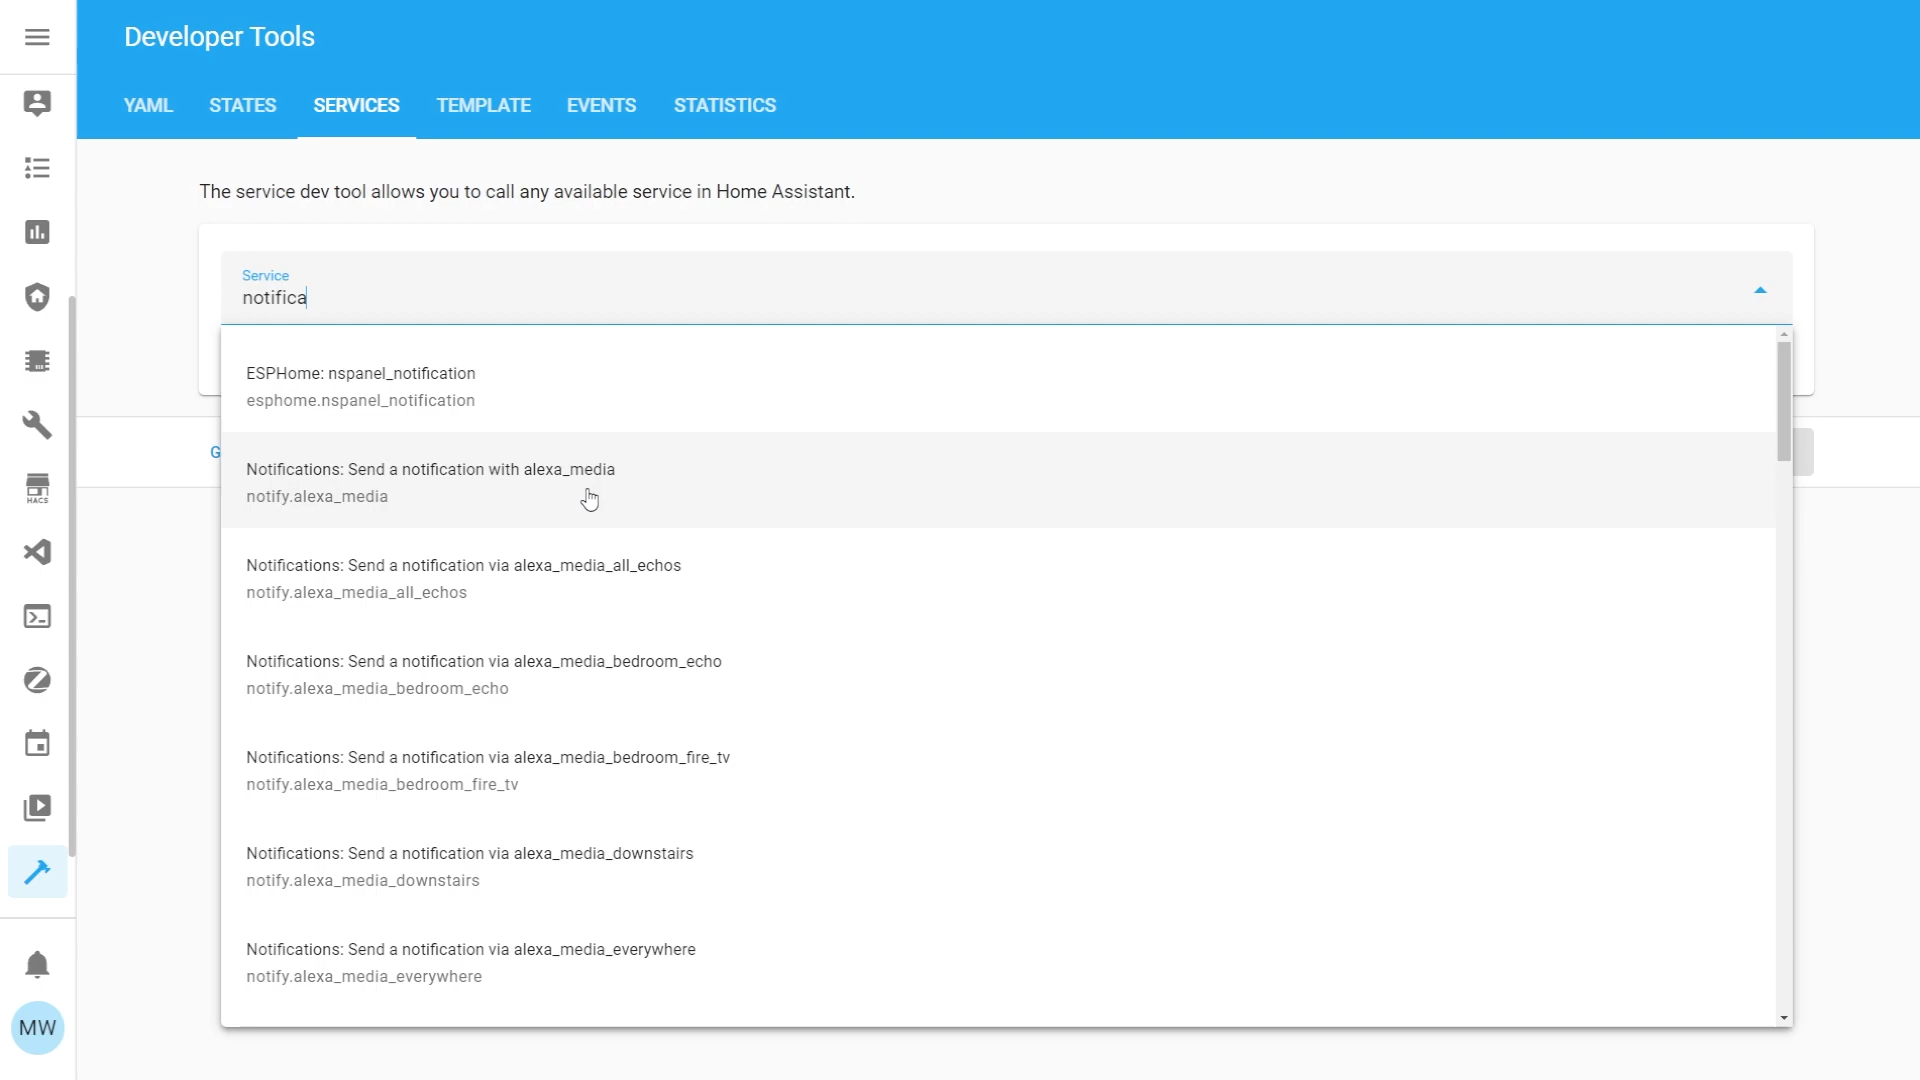 Developer Tools
YAML STATES SERVICES TEMPLATE EVENTS STATISTICS
The service dev tool allows you to call any available service in Home Assistant.
Service
notifica
ESPHome: nspanel_notification
esphome.nspanel_notification
G
Notifications: Send a notification with alexa_media
notify.alexa_media
HACS
Notifications: Send a notification via alexa_media_all_echos
notify.alexa_media_all_echos
Notifications: Send a notification via alexa_media_bedroom_echo
notify.alexa_media_bedroom_echo
Notifications: Send a notification via alexa_media_bedroom_fire_tv
notify.alexa_media_bedroom_fire_tv
Notifications: Send a notification via alexa_media_downstairs
notify.alexa_media_downstairs
Notifications: Send a notification via alexa_media_everywhere
notify.alexa_media_everywhere
MW